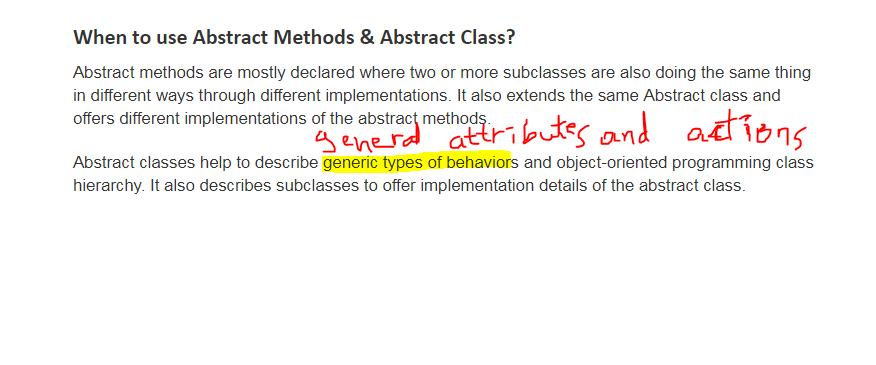 When to use Abstract Methods & Abstract Class?
Abstract methods are mostly declared where two or more subclasses are also doing the same thing
in different ways through different implementations. It also extends the same Abstract class and
offers different implementations of the abstract methods.
general attributes and actions
Abstract classes help to describe generic types of behaviors and object-oriented programming class
hierarchy. It also describes subclasses to offer implementation details of the abstract class.